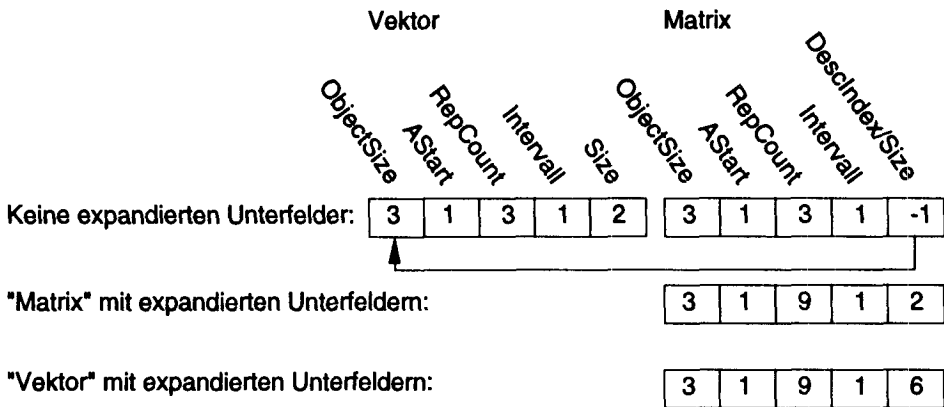 Vektor Matrix
ObjectSize AStart RepCount Intervall Size ObjectSize AStart RepCount Intervall DescIndex/Size
Keine expandierten Unterfelder: 3 1 3 1 2 3 1 3 1 -1
"Matrix" mit expandierten Unterfeldern: 3 1 9 1 2
"Vektor" mit expandierten Unterfeldern: 3 1 9 1 6